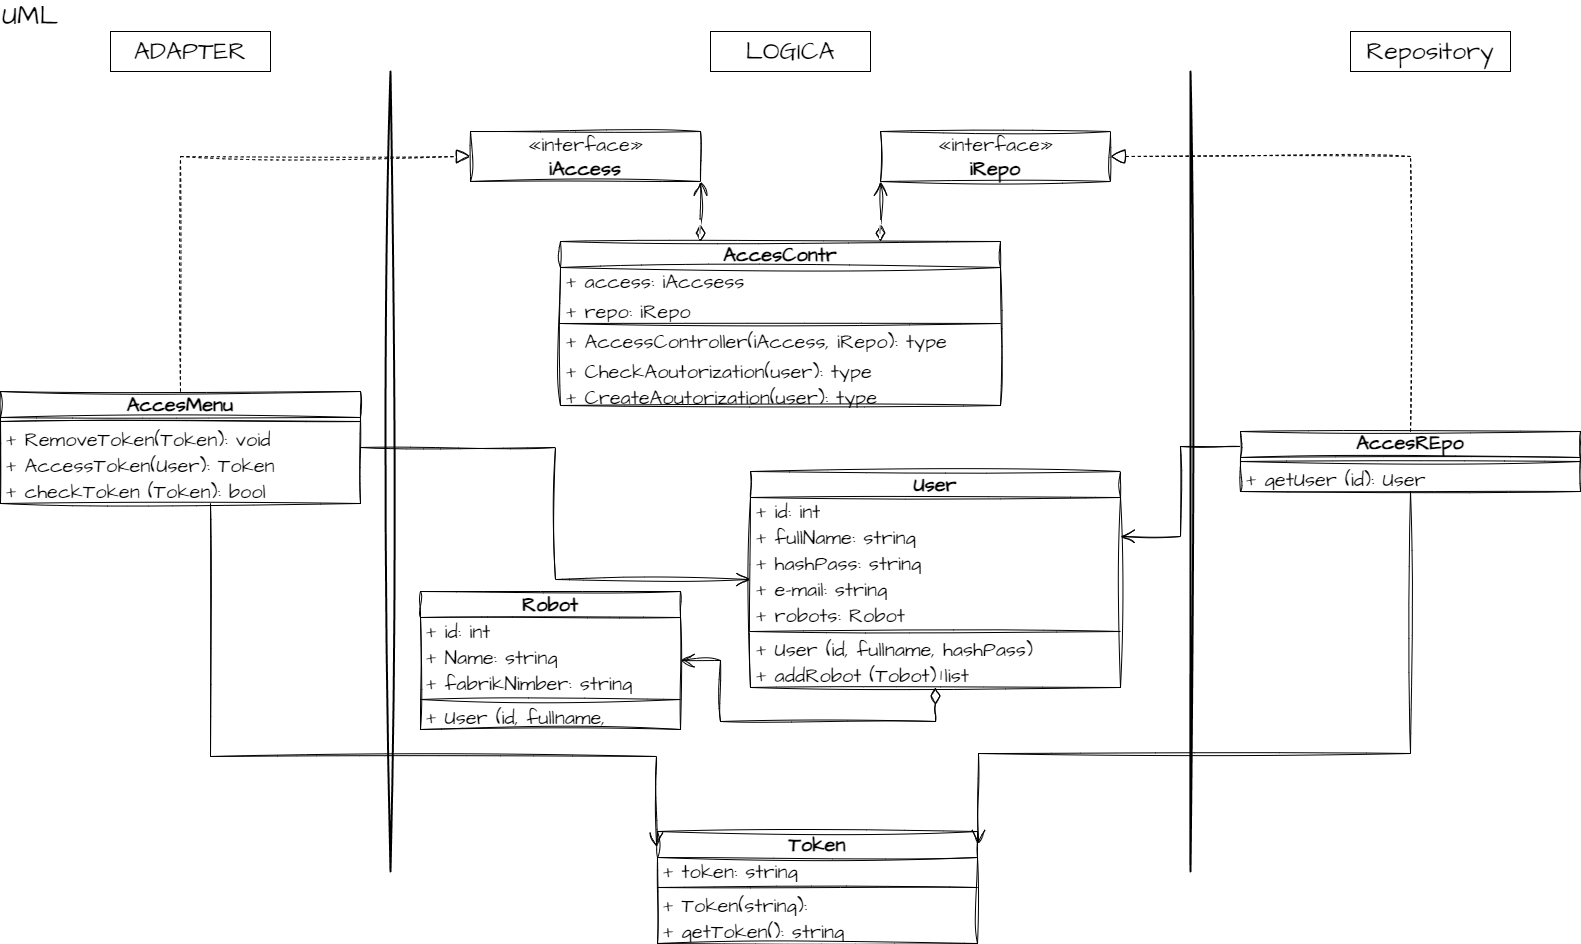 UML
ADAPTER
LOGICA
Repository
«interface»
iAccess
«interface»
iRepo
AccesContr
+ access: iAccsess
+ repo: iRepo
+ AccessController(iAccess, iRepo): type
+ CheckAoutorization(user): type
+ CreateAoutorization(user): type
AccesMenu
+ RemoveToken(Token): void
+ AccessToken(User): Token
+ checkToken (Token): bool
AccesREpo
+ getUser (id): User
User
+ id: int
+ fullName: string
+ hashPass: string
+ e-mail: string
+ robots: Robot
+ User (id, fullname, hashPass)
+ addRobot (Tobot):list
Robot
+ id: int
+ Name: string
+ fabrikNimber: string
+ User (id, fullname,
Token
+ token: string
+ Token(string):
+ getToken(): string